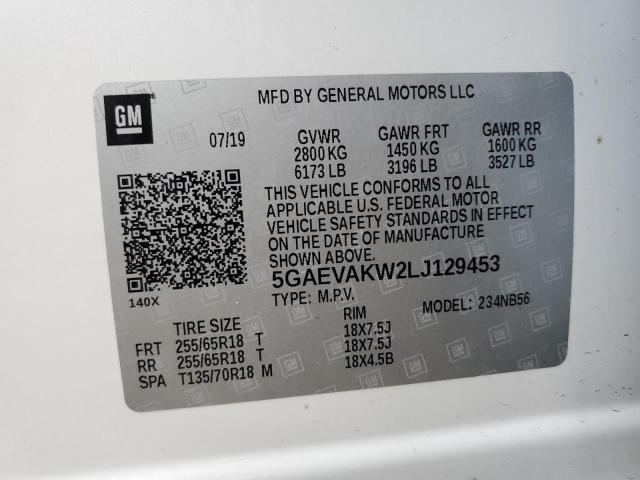 GM
MFD BY GENERAL MOTORS LLC
07/19 GVWR GAWR FRT GAWR RR
2800 KG 1450 KG 1600 KG
6173 LB 3196 LB 3527 LB
THIS VEHICLE CONFORMS TO ALL
APPLICABLE U.S. FEDERAL MOTOR
VEHICLE SAFETY STANDARDS IN EFFECT
ON THE DATE OF MANUFACTURE
SHOWN ABOVE.
140X
5GAEVAKW2LJ129453
TYPE: M.P.V. MODEL: 234NB56
TIRE SIZE RIM
FRT 255/65R18 T 18X7.5J
RR 255/65R18 T 18X7.5J
SPA T135/70R18 M 18X4.5B